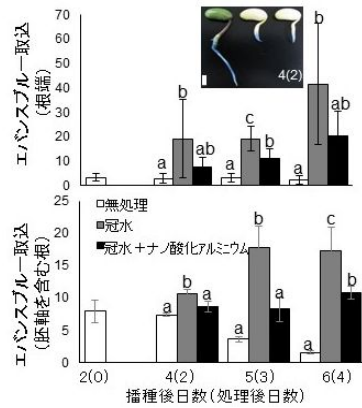 エバンスブルー取込
(根端)
70
60
50
40
30
20
10
0
4(2)
a
b
ab
a
c
b
a
b
ab
エバンスブルー取込
(胚軸を含む根)
25
20
15
10
5
0
無処理
冠水
冠水+ナノ酸化アルミニウム
a
b
a
a
b
a
a
c
b
2(0)
4(2)
5(3)
6(4)
播種後日数(処理後日数)